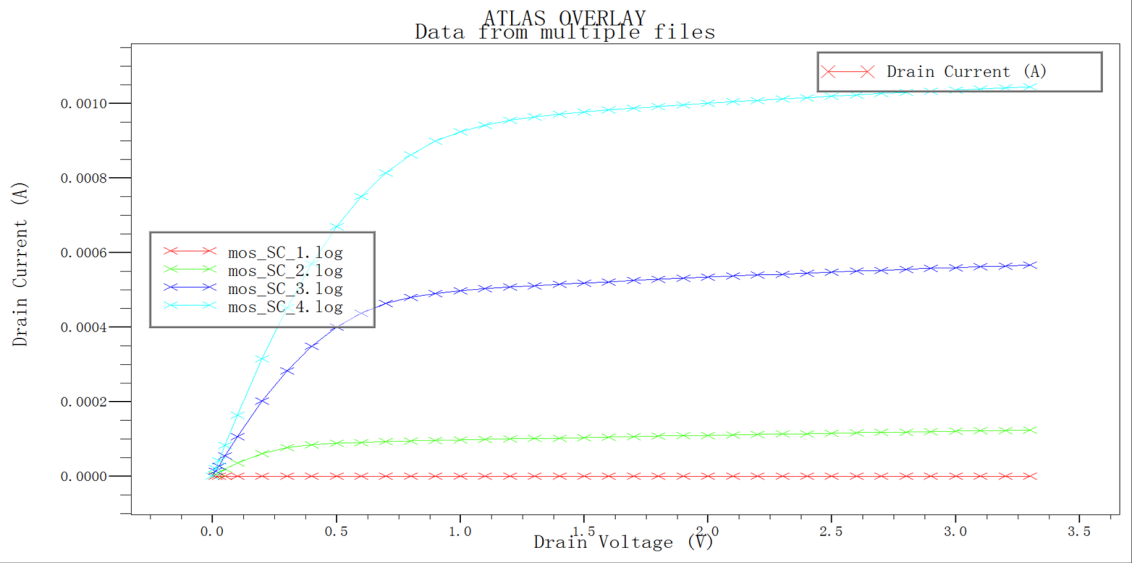 ATLAS OVERLAY
Data from multiple files
Drain Current (A)
0.0010
0.0008
0.0006
0.0004
0.0002
0.0000
Drain Current (A)
mos_SC_1.log
mos_SC_2.log
mos_SC_3.log
mos_SC_4.log
0.0 0.5 1.0 1.5 2.0 2.5 3.0 3.5
Drain Voltage (V)